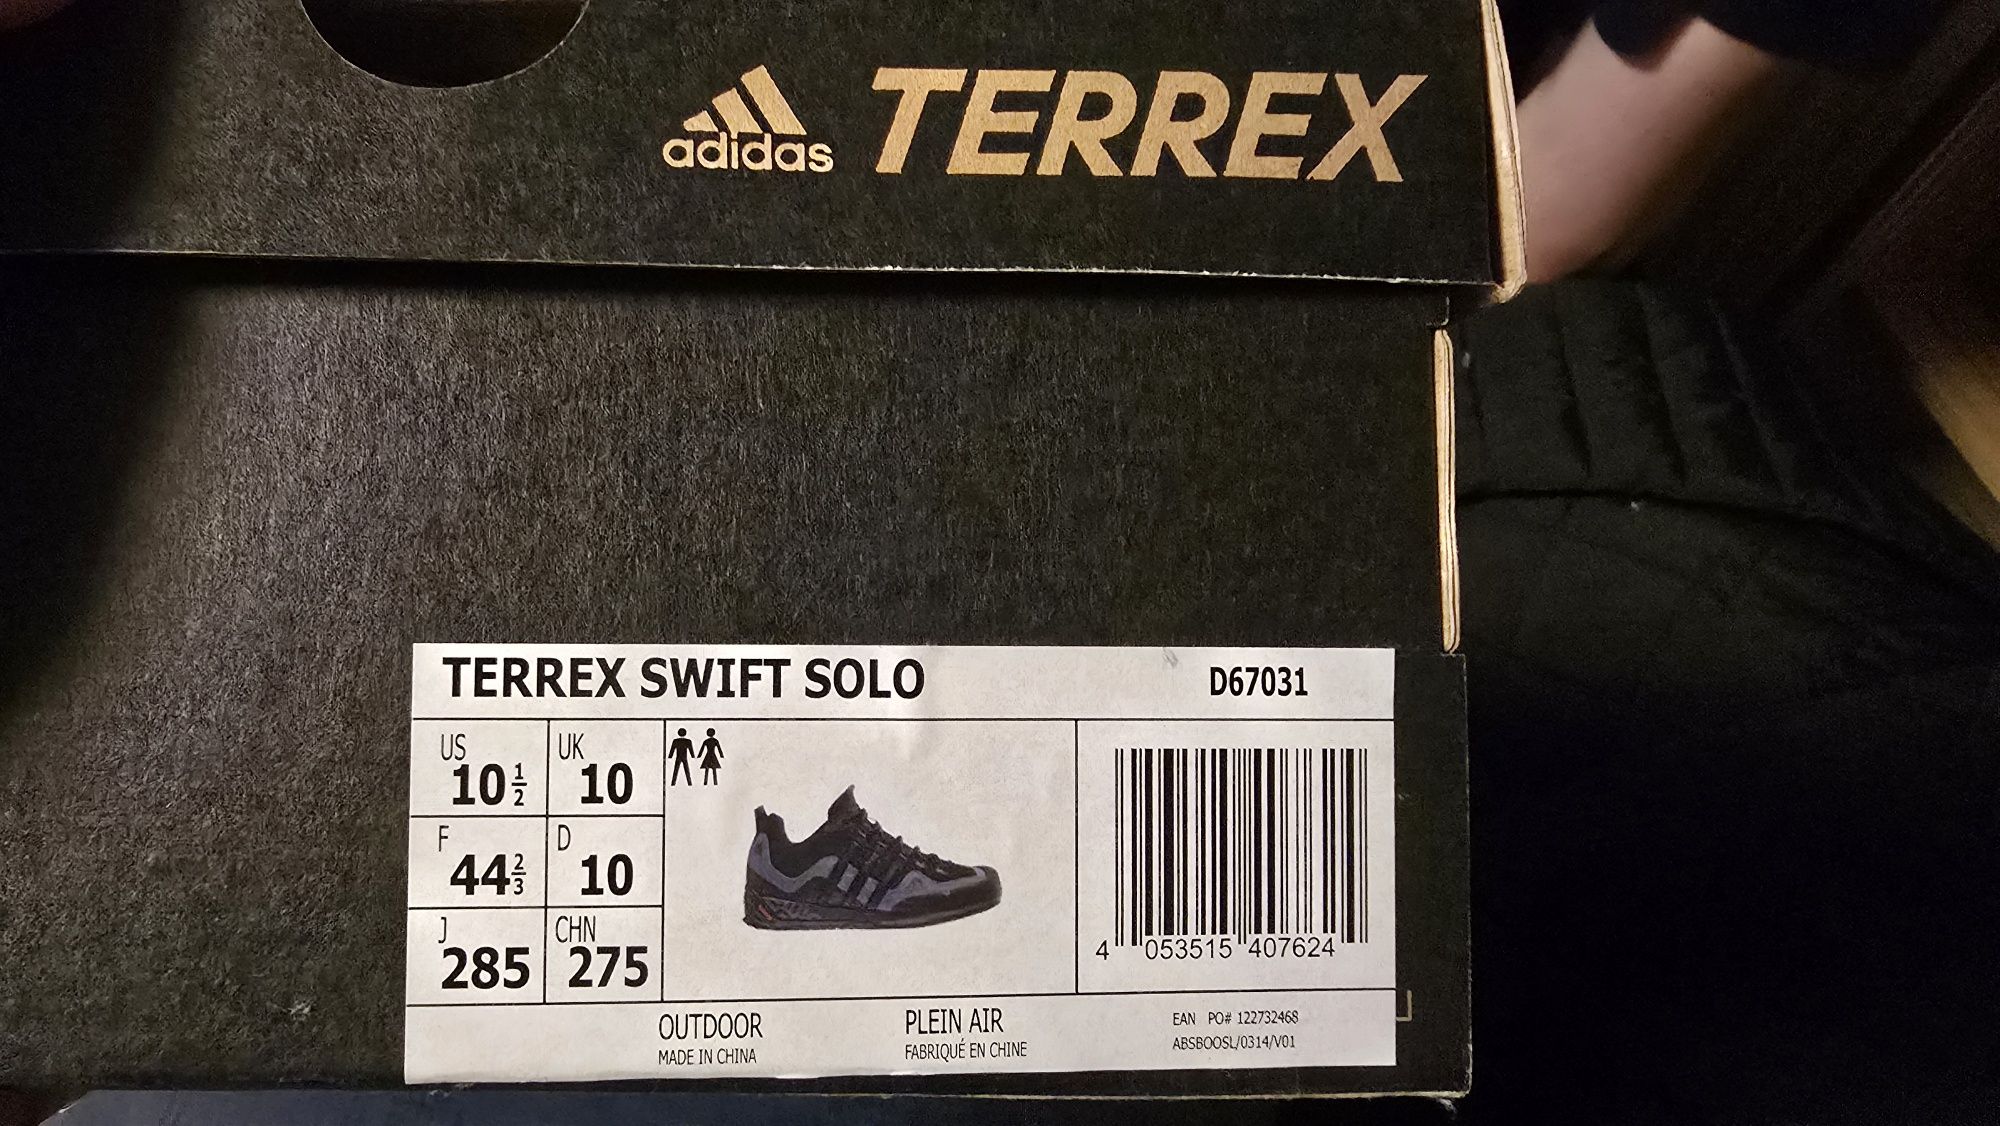 adidas TERREX
TERREX SWIFT SOLO D67031
US 10 1/2 UK 10
F 44 2/3 D 10
J 285 CHN 275
4 053515 407624
OUTDOOR PLEIN AIR EAN PO# 122732468
MADE IN CHINA FABRIQUÉ EN CHINE ABSBOOSL/0314/V01